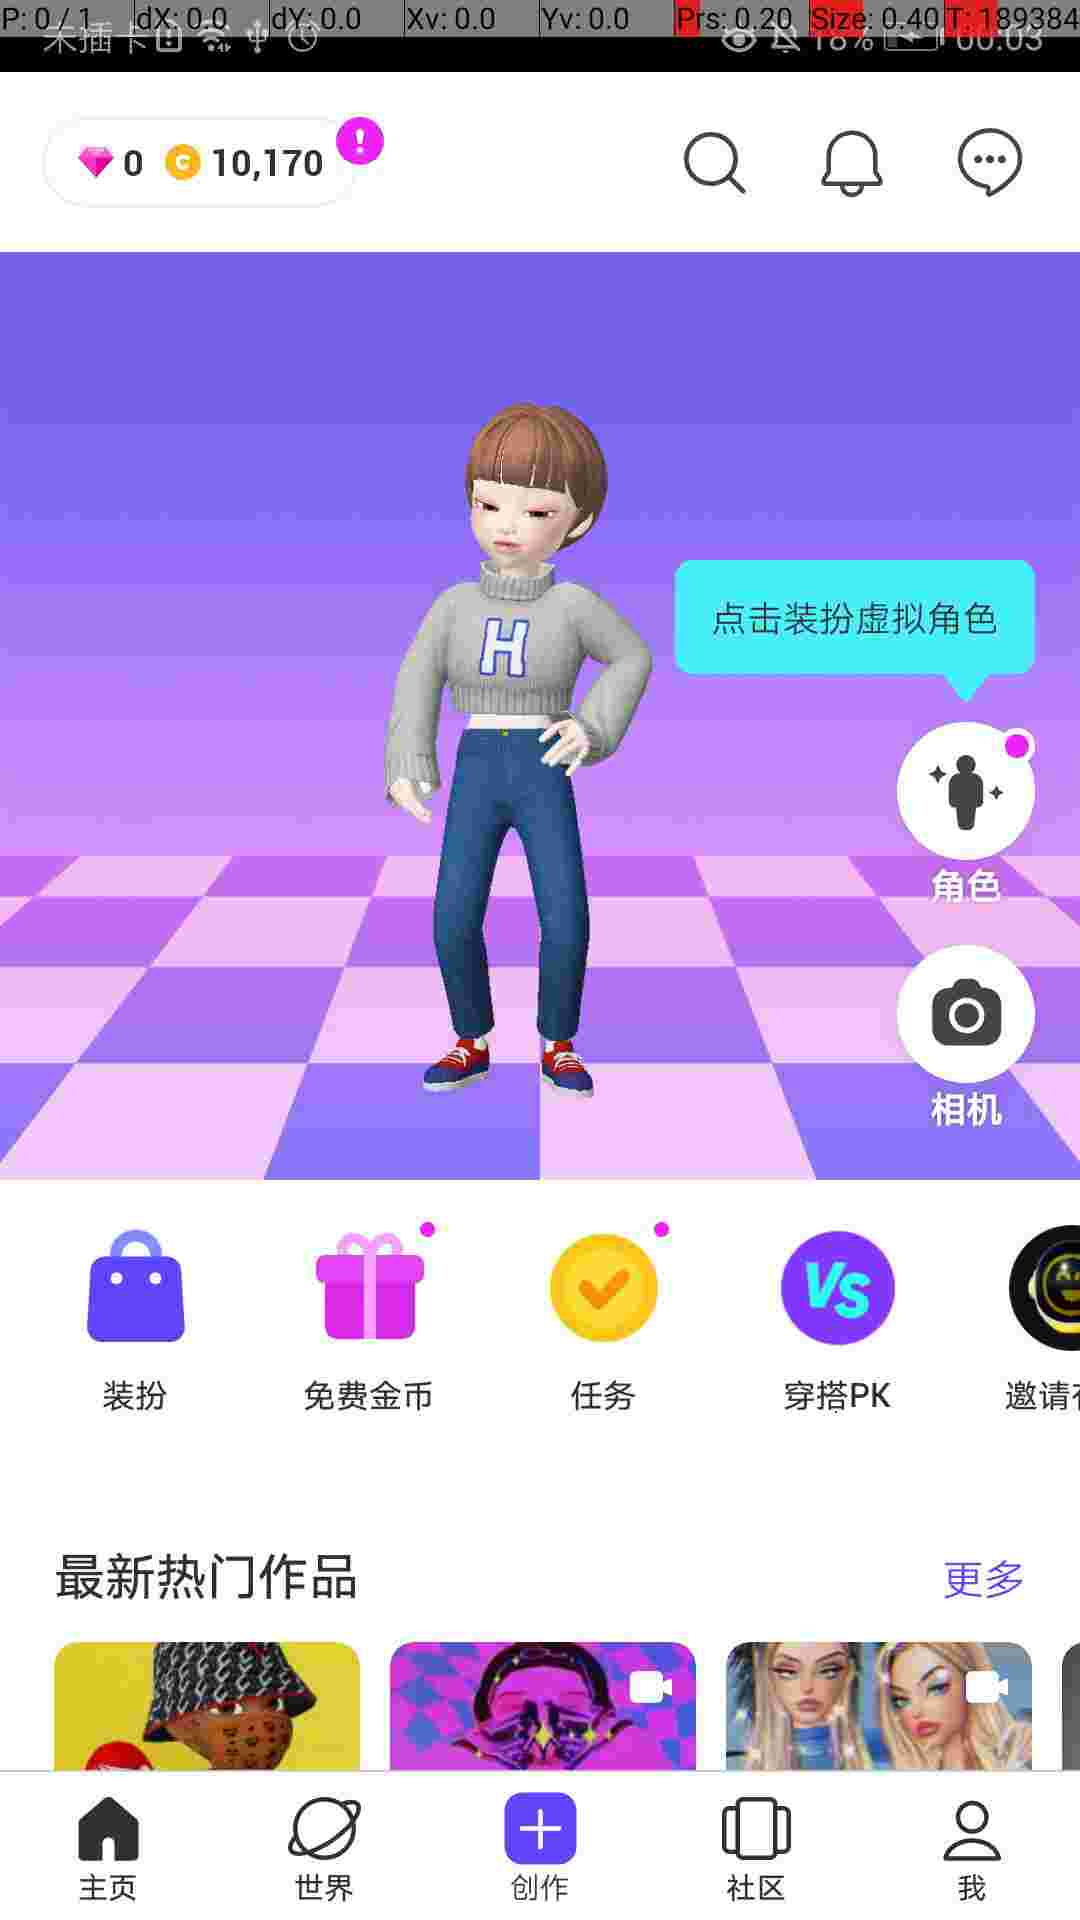 P: 0 / 1 dX: 0.0 dY: 0.0 Xv: 0.0 Yv: 0.0 Prs: 0.20 Size: 0.40 T: 189384
未插卡 18% 00:03
0 C 10,170
H
点击装扮虚拟角色
角色
相机
VS
装扮 免费金币 任务 穿搭PK 邀请
最新热门作品 更多
主页 世界 创作 社区 我